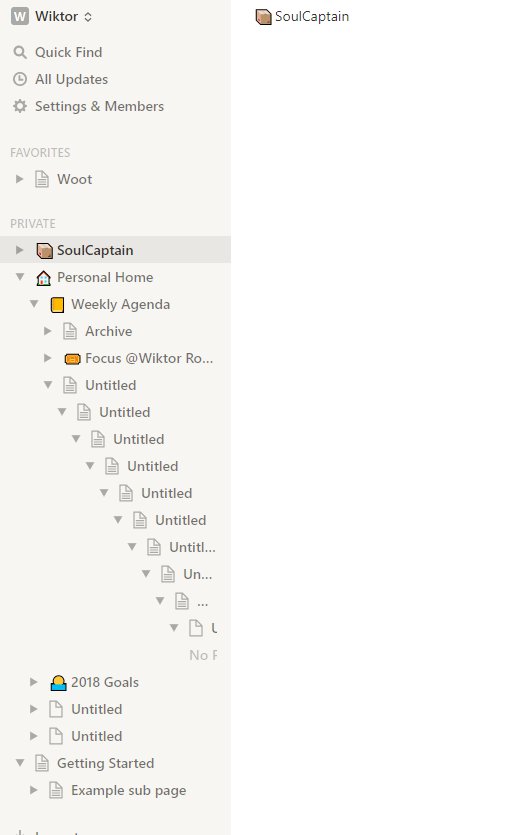 W Wiktor
SoulCaptain
Quick Find
All Updates
Settings & Members
FAVORITES
Woot
PRIVATE
SoulCaptain
Personal Home
Weekly Agenda
Archive
Focus @Wiktor Ro...
Untitled
Untitled
Untitled
Untitled
Untitled
Untitled
Untitl...
Un...
...
No
2018 Goals
Untitled
Untitled
Getting Started
Example sub page